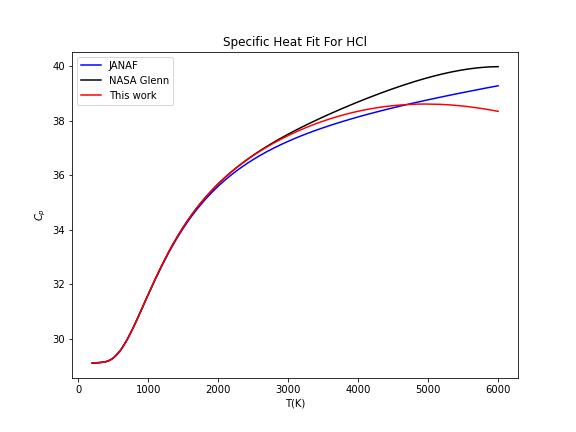 Specific Heat Fit For HCl
JANAF
NASA Glenn
This work
40
38
36
34
32
30
C_p
0 1000 2000 3000 4000 5000 6000
T(K)